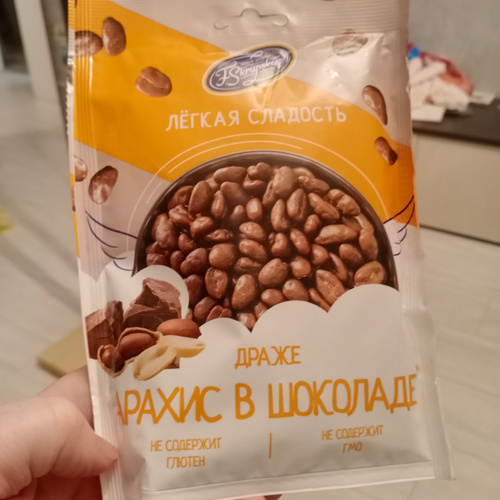 ЛЁГКАЯ СЛАДОСТЬ
ДРАЖЕ
АРАХИС В ШОКОЛАДЕ
НЕ СОДЕРЖИТ
ГЛЮТЕН
НЕ СОДЕРЖИТ
ГМО